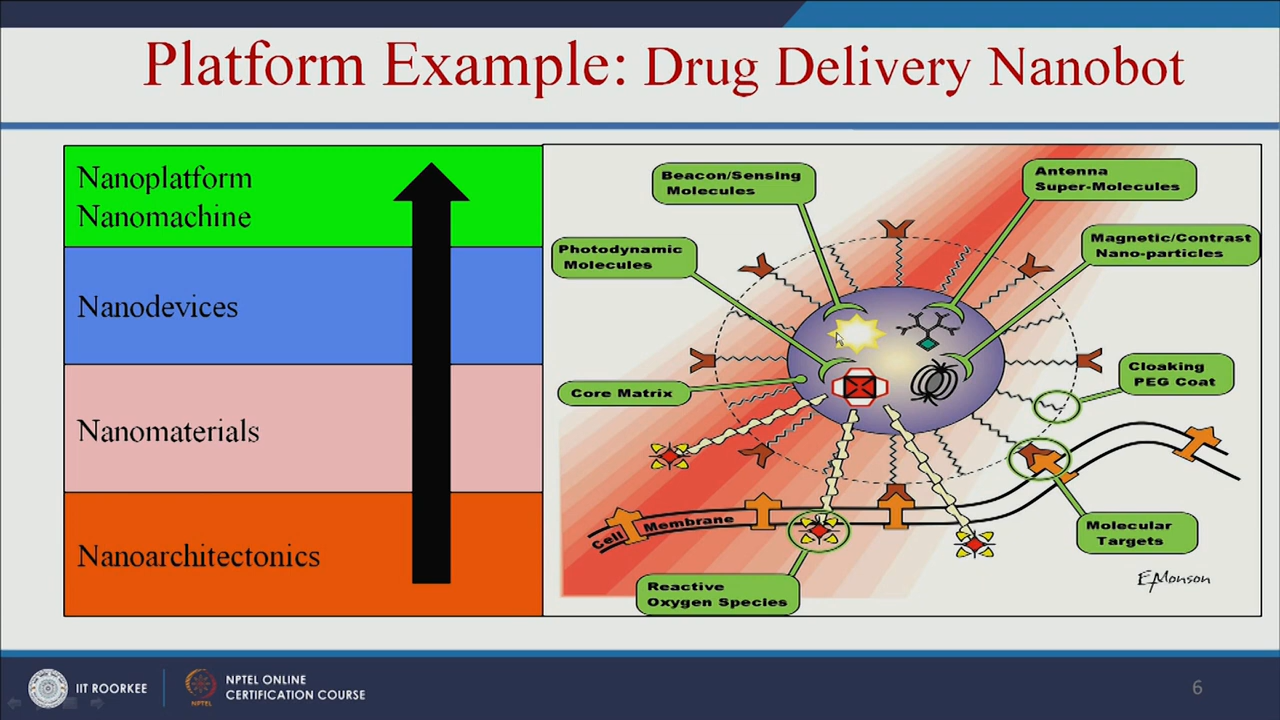 Platform Example: Drug Delivery Nanobot
Nanoplatform
Nanomachine
Nanodevices
Nanomaterials
Nanoarchitectonics
Beacon/Sensing
Molecules
Antenna
Super-Molecules
Photodynamic
Molecules
Magnetic/Contrast
Nano-particles
Core Matrix
Cloaking
PEG Coat
Cell Membrane
Molecular
Targets
Reactive
Oxygen Species
E Monson
IIT ROORKEE
NPTEL
NPTEL ONLINE
CERTIFICATION COURSE
6